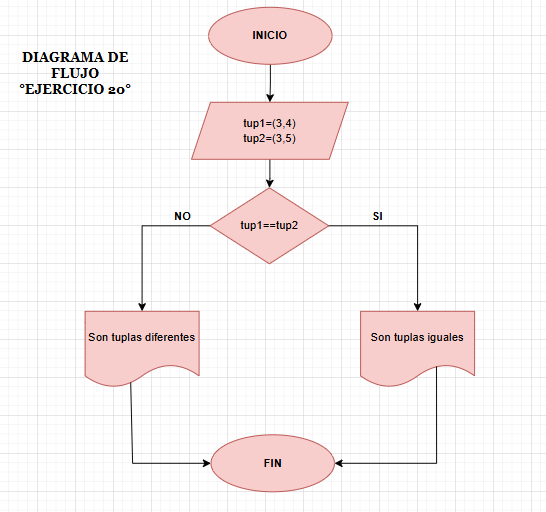 INICIO
DIAGRAMA DE
FLUJO
°EJERCICIO 20°
tup1=(3,4)
tup2=(3,5)
NO
tup1==tup2
SI
Son tuplas diferentes
Son tuplas iguales
FIN